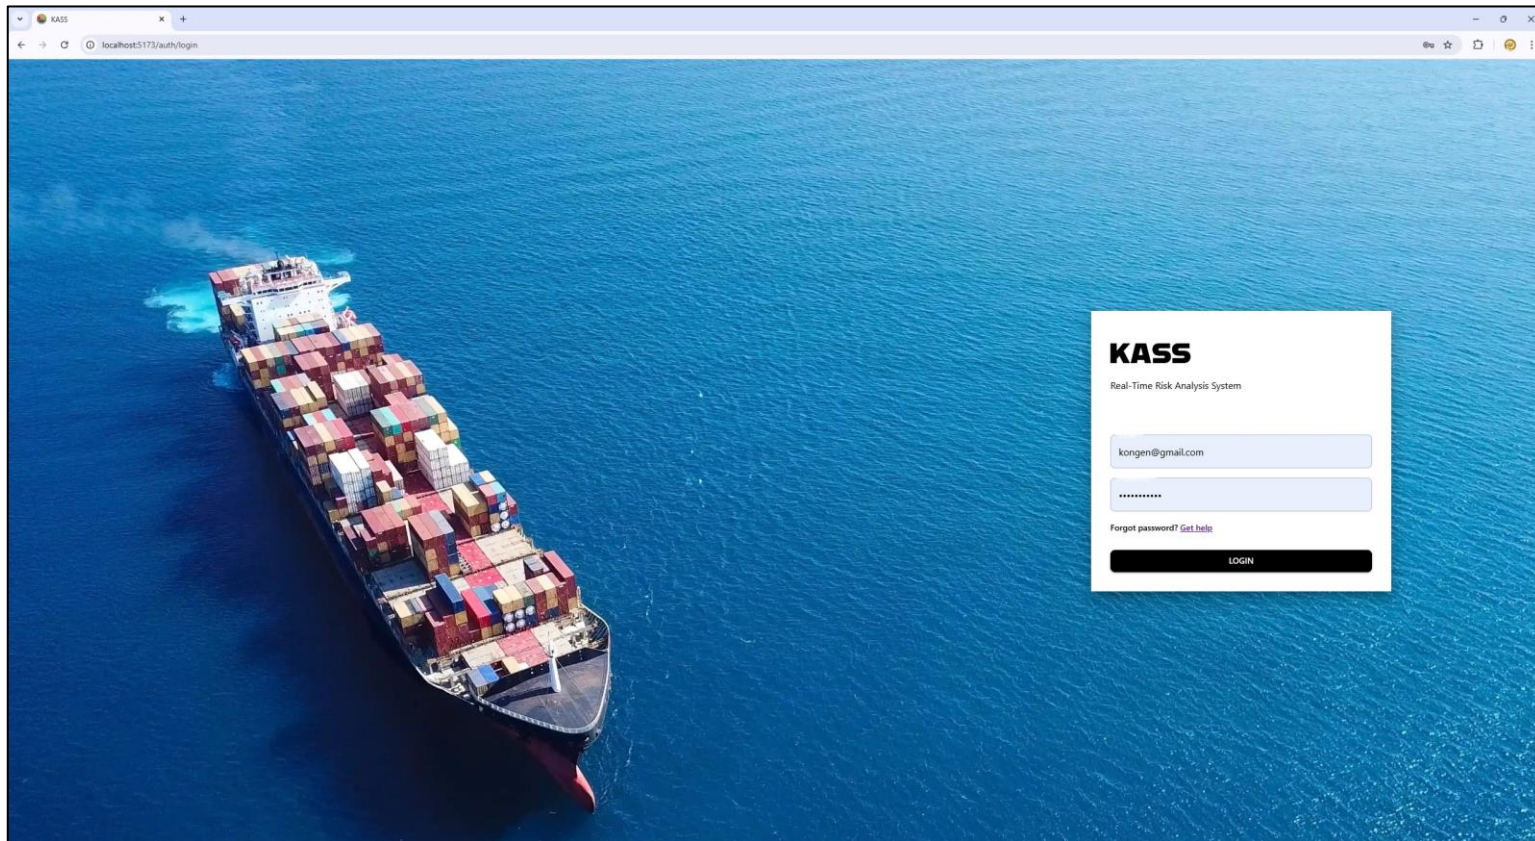 KASS
localhost:5173/auth/login
KASS
Real-Time Risk Analysis System
kongen@gmail.com
•••••••••••
Forgot password? Get help
LOGIN